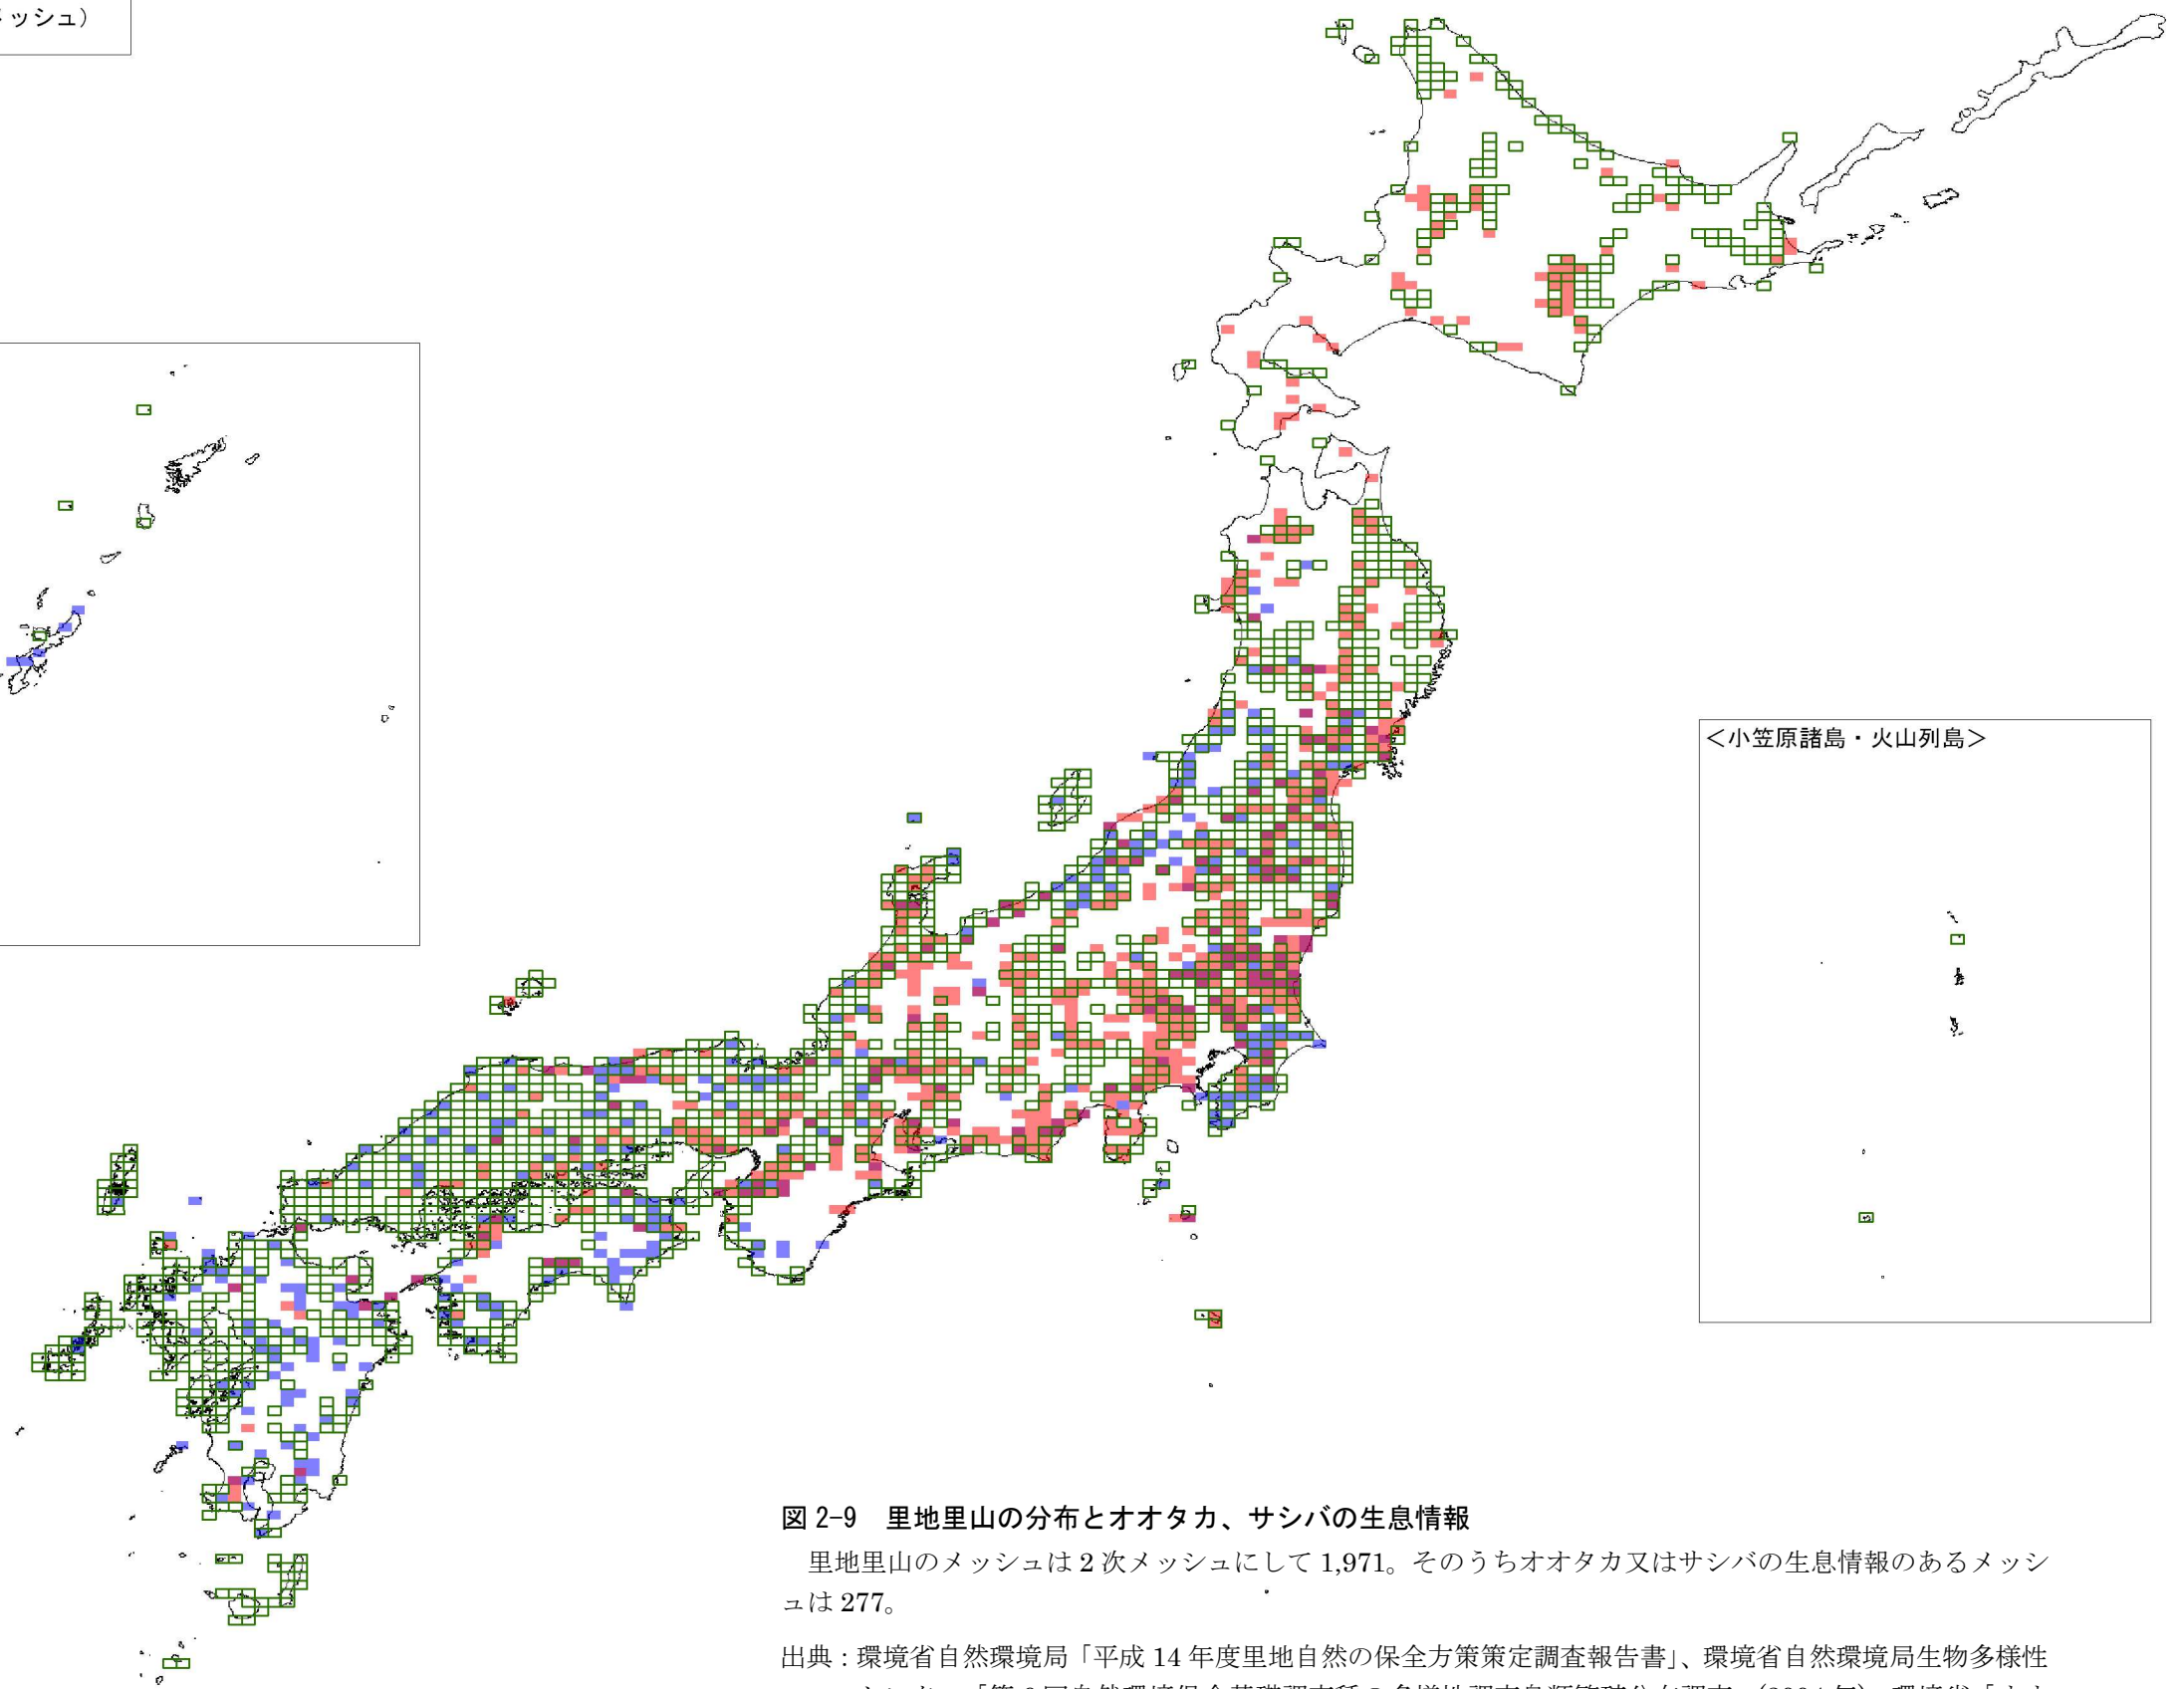 ッシュ）
＜小笠原諸島・火山列島＞
図 2-9　里地里山の分布とオオタカ、サシバの生息情報
里地里山のメッシュは 2 次メッシュにして 1,971。そのうちオオタカ又はサシバの生息情報のあるメッシ
ュは 277。
出典：環境省自然環境局「平成 14 年度里地自然の保全方策策定調査報告書」、環境省自然環境局生物多様性